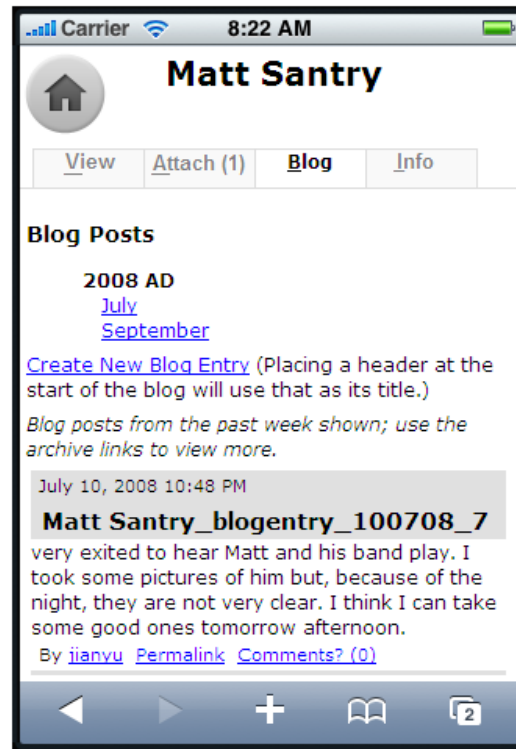 Carrier 8:22 AM
Matt Santry
View Attach (1) Blog Info
Blog Posts
2008 AD
July
September
Create New Blog Entry (Placing a header at the
start of the blog will use that as its title.)
Blog posts from the past week shown; use the
archive links to view more.
July 10, 2008 10:48 PM
Matt Santry_blogentry_100708_7
very exited to hear Matt and his band play. I
took some pictures of him but, because of the
night, they are not very clear. I think I can take
some good ones tomorrow afternoon.
By jianyu Permalink Comments? (0)
2